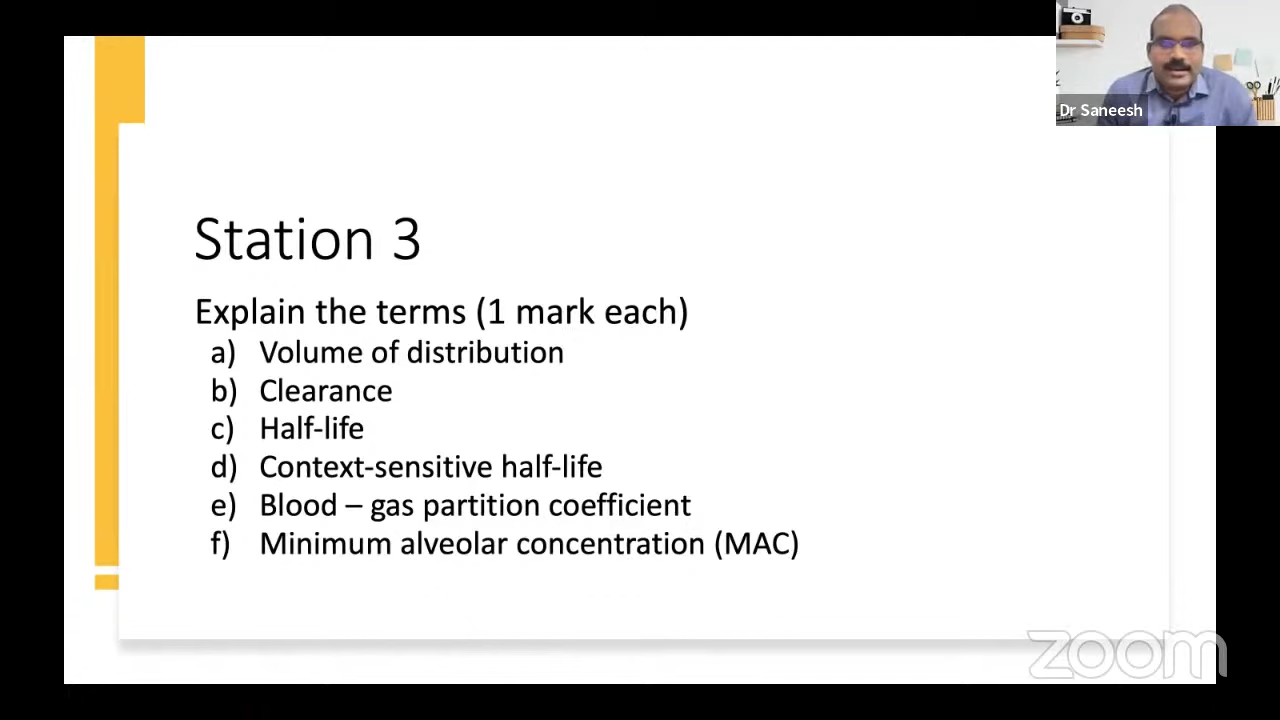 Dr Saneesh
Station 3
Explain the terms (1 mark each)
a) Volume of distribution
b) Clearance
c) Half-life
d) Context-sensitive half-life
e) Blood – gas partition coefficient
f) Minimum alveolar concentration (MAC)
zoom